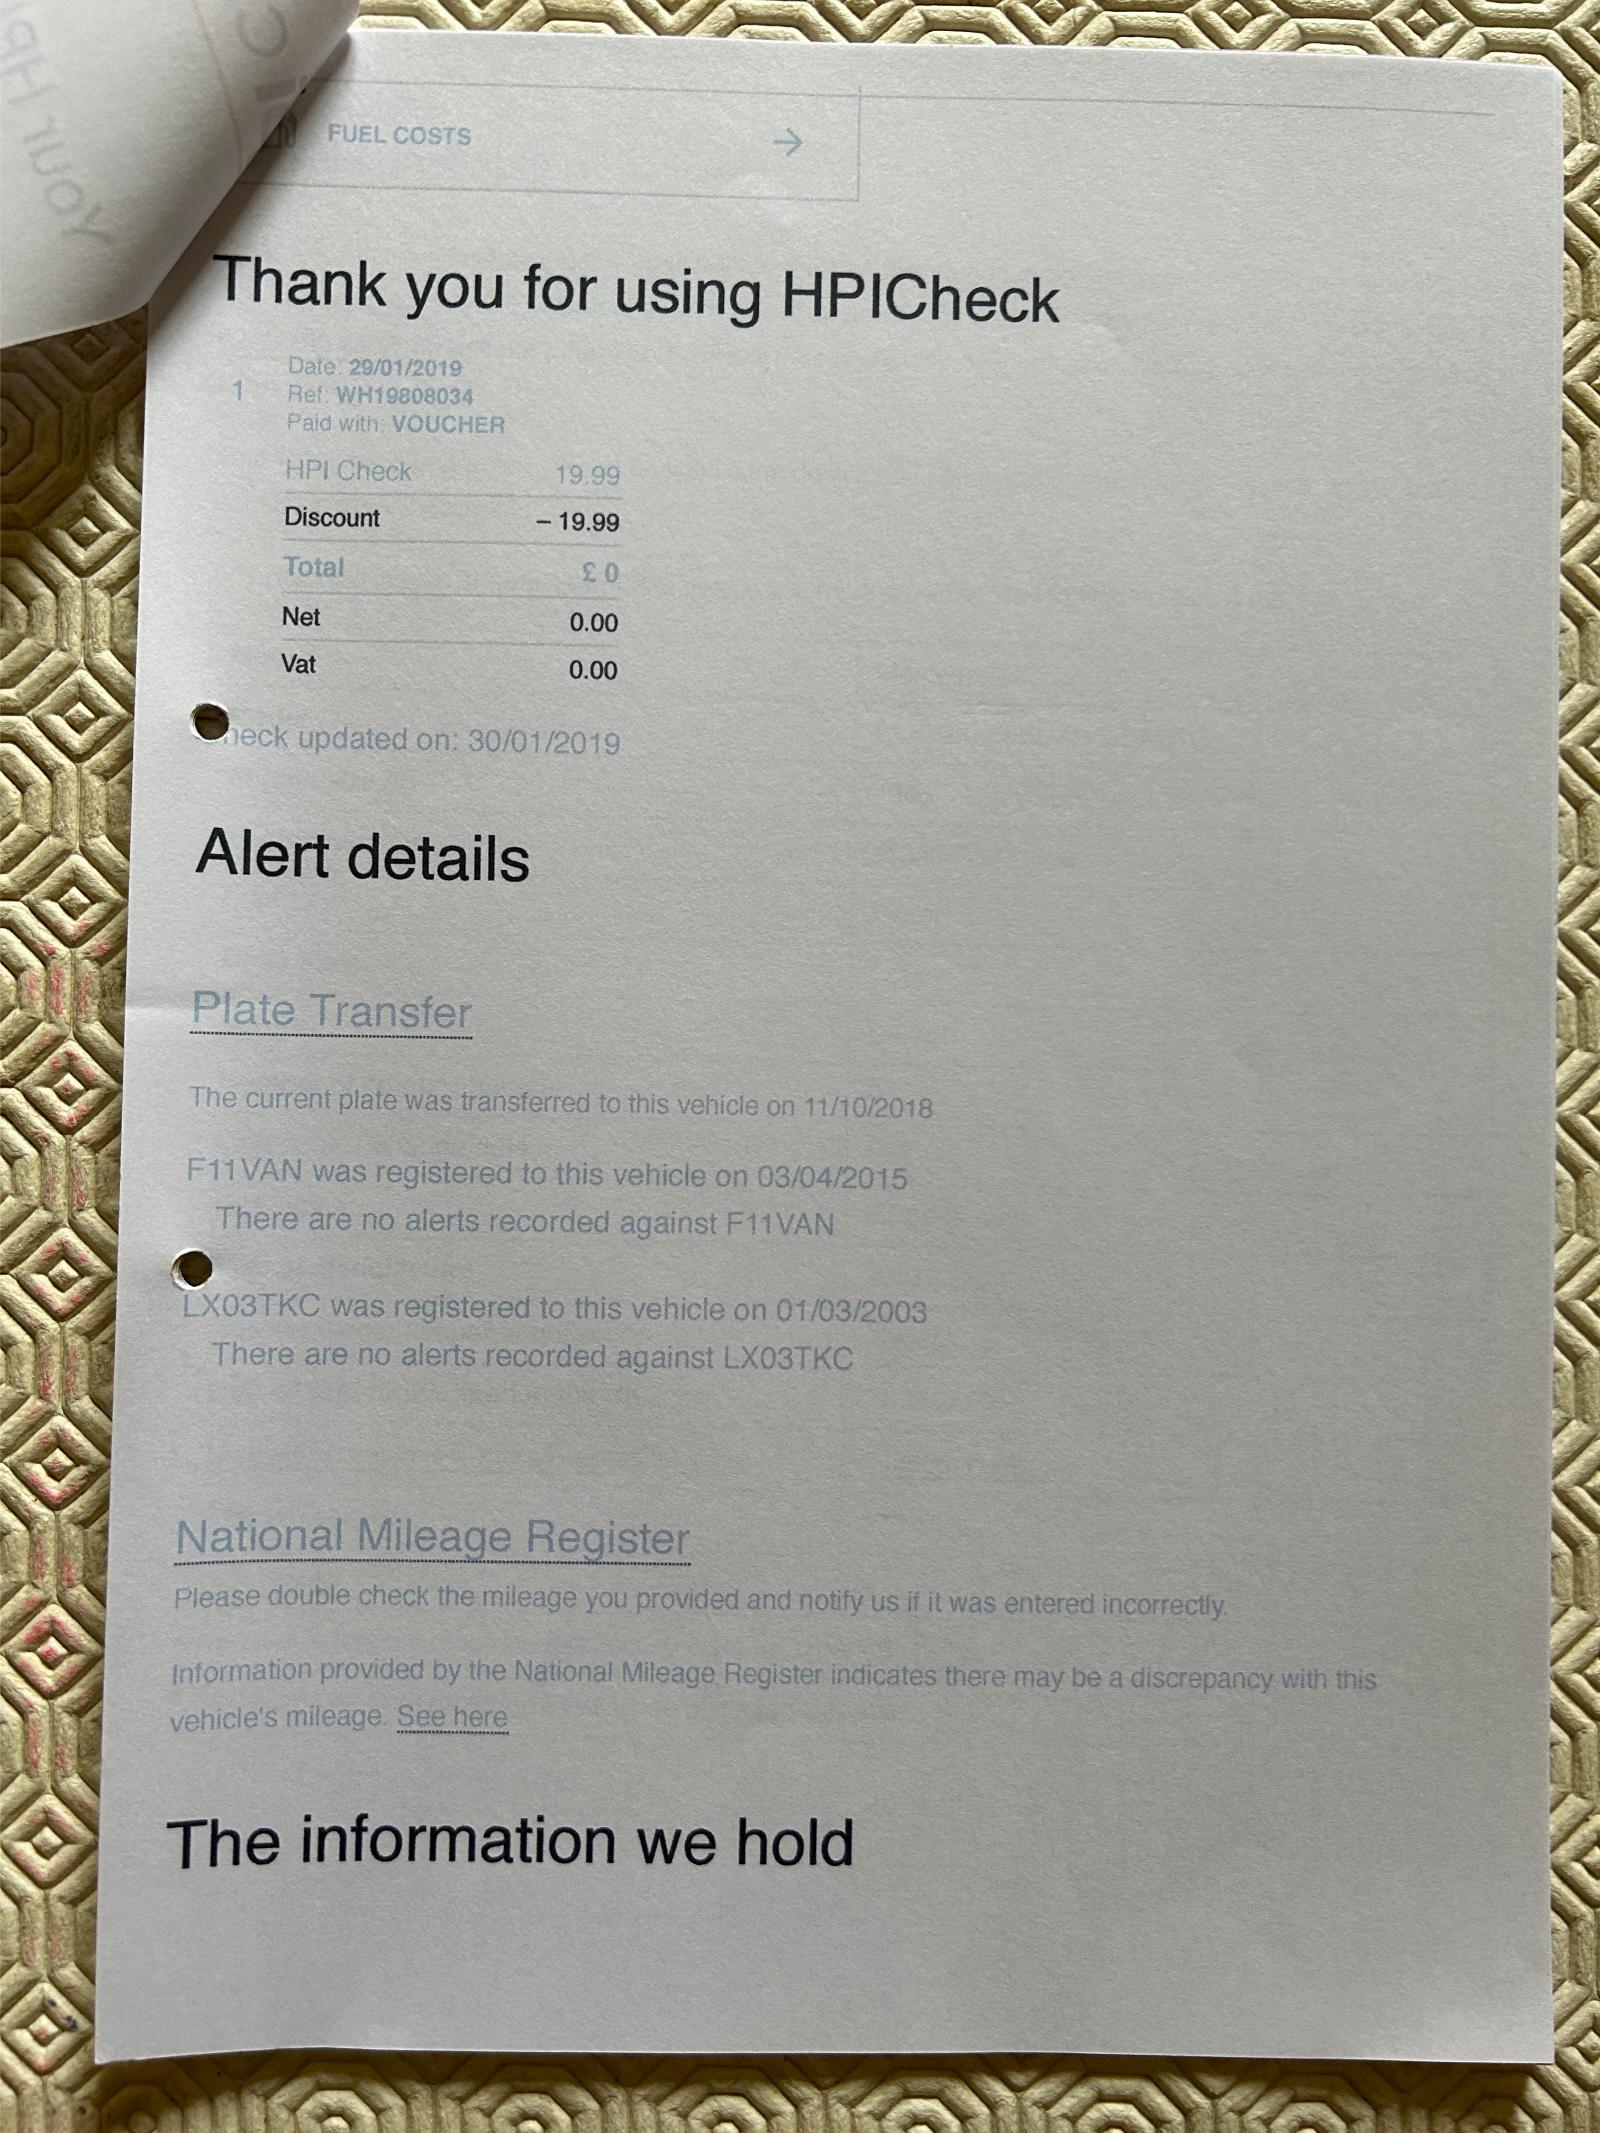 FUEL COSTS →
Thank you for using HPICheck
Date: 29/01/2019
1
Ref: WH19808034
Paid with: VOUCHER
HPI Check 19.99
Discount – 19.99
Total £ 0
Net 0.00
Vat 0.00
heck updated on: 30/01/2019
Alert details
Plate Transfer
The current plate was transferred to this vehicle on 11/10/2018
F11VAN was registered to this vehicle on 03/04/2015
There are no alerts recorded against F11VAN
LX03TKC was registered to this vehicle on 01/03/2003
There are no alerts recorded against LX03TKC
National Mileage Register
Please double check the mileage you provided and notify us if it was entered incorrectly.
Information provided by the National Mileage Register indicates there may be a discrepancy with this
vehicle's mileage. See here
The information we hold